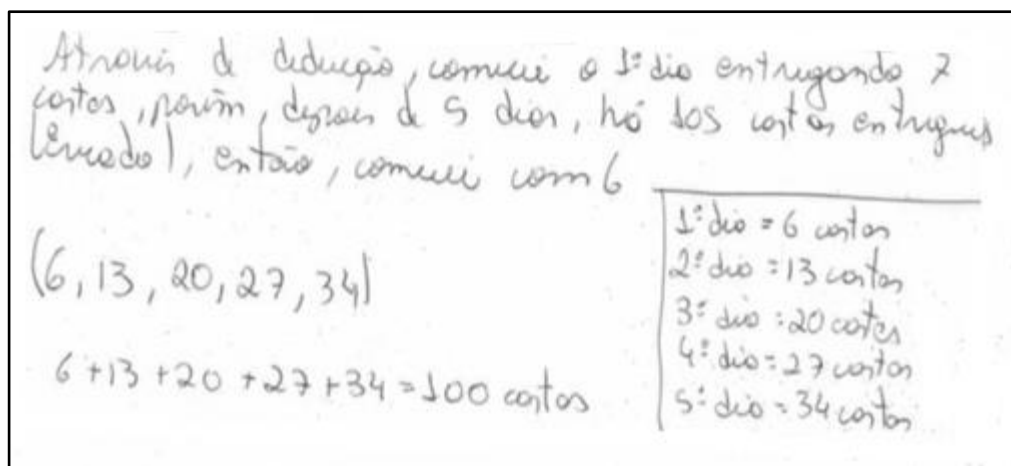 Através de dedução, comecei o 1º dia entregando 7
cartas, porém, depois de 5 dias, há 105 cartas entregues
(errado), então, comecei com 6
(6, 13, 20, 27, 34)
6 + 13 + 20 + 27 + 34 = 100 cartas
1º dia = 6 cartas
2º dia = 13 cartas
3º dia = 20 cartas
4º dia = 27 cartas
5º dia = 34 cartas